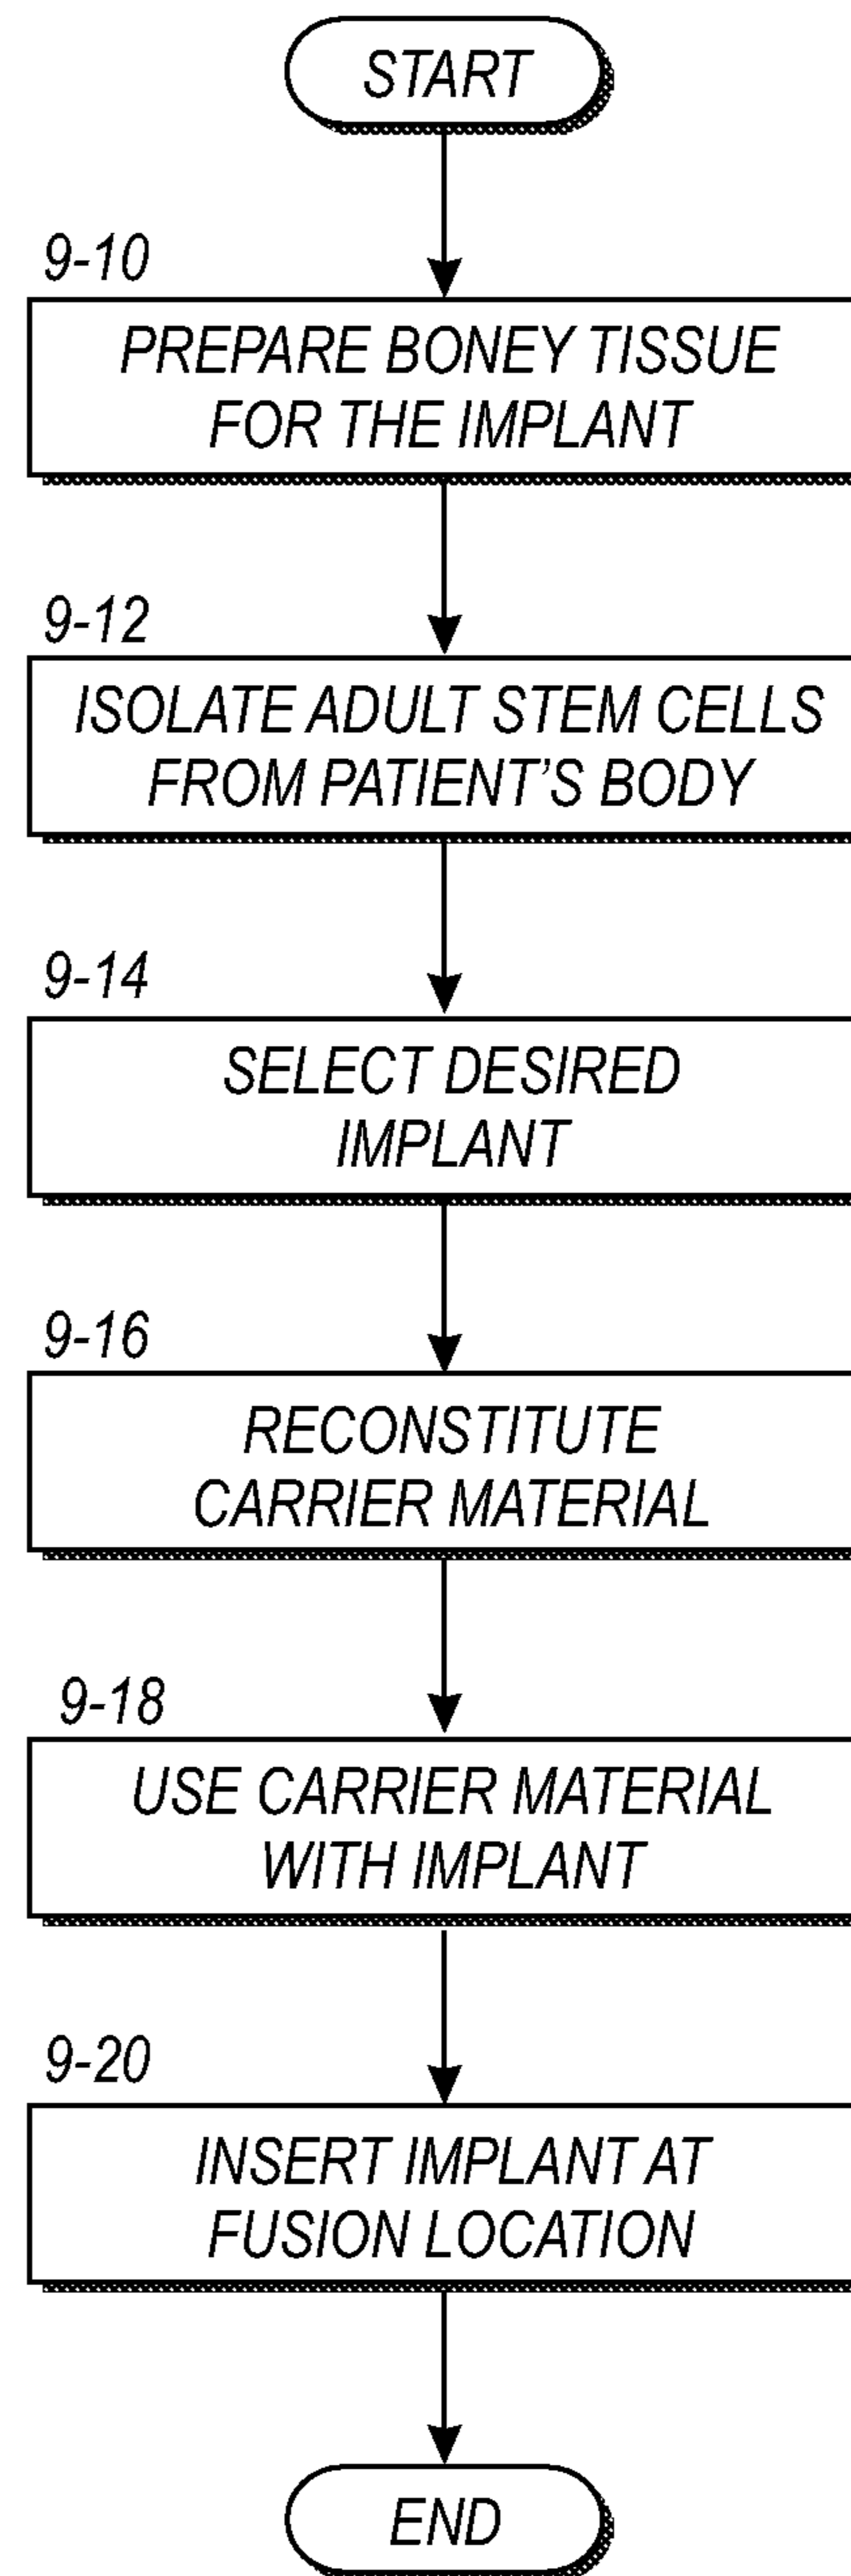 START
9-10
PREPARE BONEY TISSUE
FOR THE IMPLANT
9-12
ISOLATE ADULT STEM CELLS
FROM PATIENT'S BODY
9-14
SELECT DESIRED
IMPLANT
9-16
RECONSTITUTE
CARRIER MATERIAL
9-18
USE CARRIER MATERIAL
WITH IMPLANT
9-20
INSERT IMPLANT AT
FUSION LOCATION
END